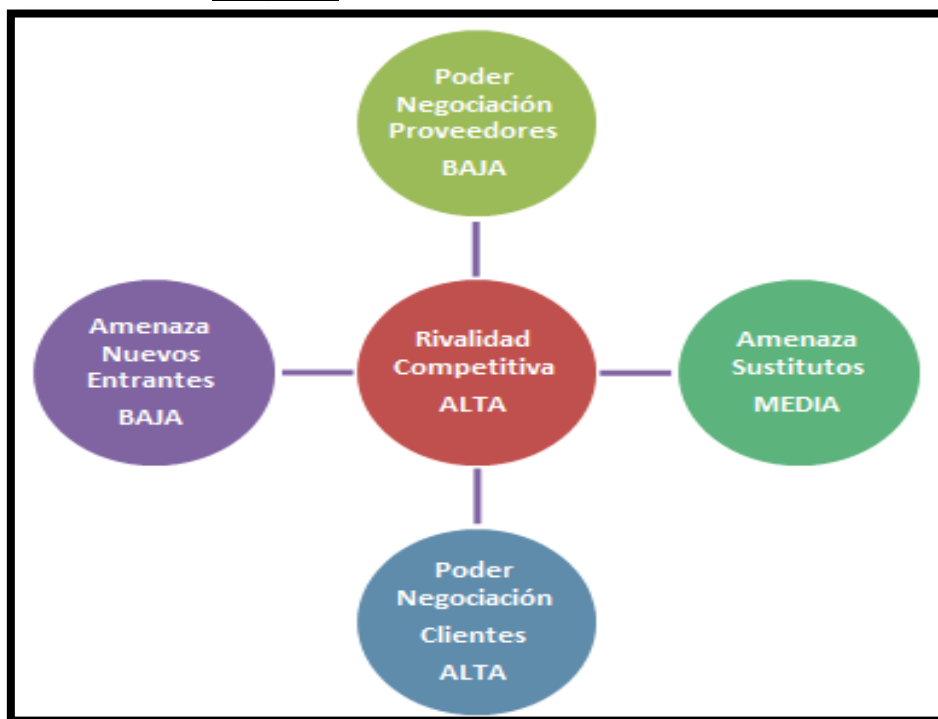 Poder
Negociación
Proveedores
BAJA
Amenaza
Nuevos
Entrantes
BAJA
Rivalidad
Competitiva
ALTA
Amenaza
Sustitutos
MEDIA
Poder
Negociación
Clientes
ALTA